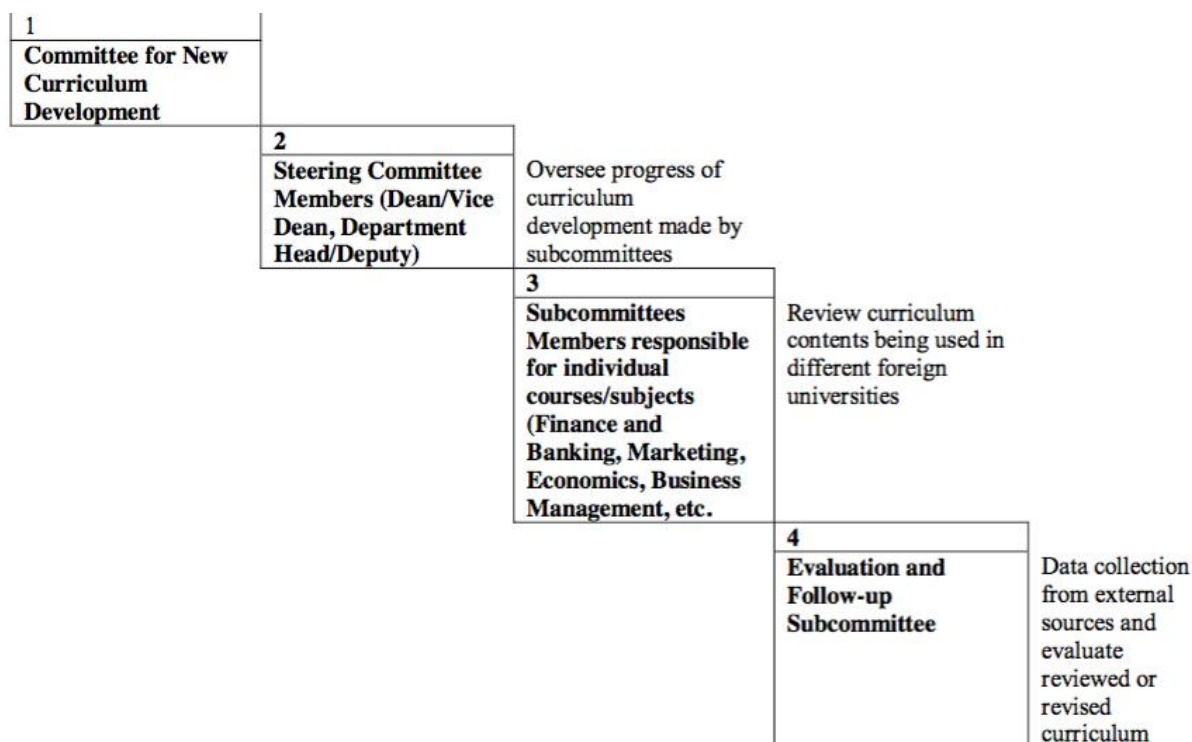 1
Committee for New
Curriculum
Development
2
Steering Committee
Members (Dean/Vice
Dean, Department
Head/Deputy)
Oversee progress of
curriculum
development made by
subcommittees
3
Subcommittees
Members responsible
for individual
courses/subjects
(Finance and
Banking, Marketing,
Economics, Business
Management, etc.
Review curriculum
contents being used in
different foreign
universities
4
Evaluation and
Follow-up
Subcommittee
Data collection
from external
sources and
evaluate
reviewed or
revised
curriculum